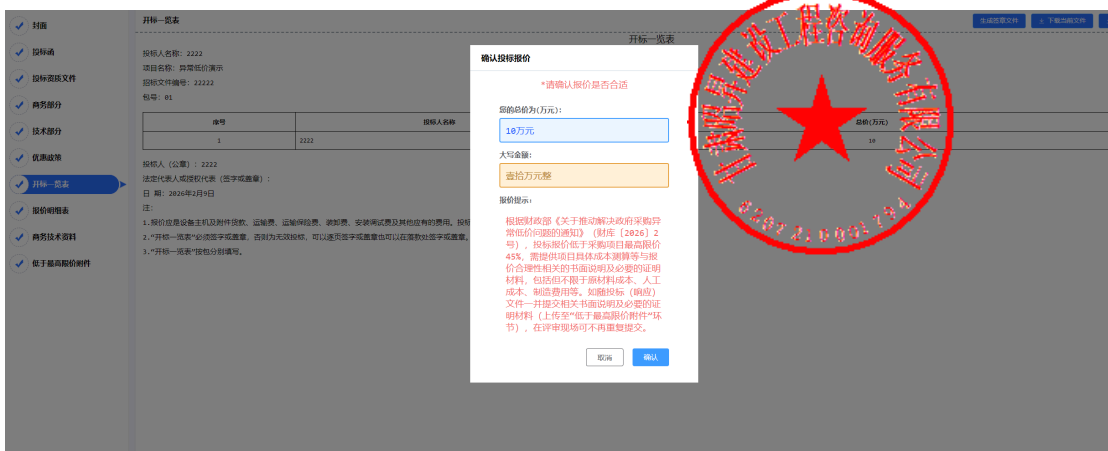 封面
投标函
投标资质文件
商务部分
技术部分
优惠政策
开标一览表
报价明细表
商务技术资料
低于最高限价附件
开标一览表
生成签章文件
下载当前文件
开标一览表
投标人名称：2222
项目名称：异常低价演示
招标文件编号：22222
包号：01
序号
投标人名称
总价(万元)
1
2222
10
投标人（公章）：2222
法定代表人或授权代表（签字或盖章）：
日 期：2026年2月9日
注：
1.报价应是设备主机及附件货款、运输费、运输保险费、装卸费、安装调试费及其他应有的费用。投标
2."开标一览表"必须签字或盖章，否则为无效投标，可以逐页签字或盖章也可以在落款处签字或盖章。
3."开标一览表"按包分别填写。
确认投标报价
*请确认报价是否合适
您的总价为(万元)：
10万元
大写金额：
壹拾万元整
报价提示：
根据财政部《关于推动解决政府采购异
常低价问题的通知》（财库〔2026〕2
号），投标报价低于采购项目最高限价
45%，需提供项目具体成本测算等与报
价合理性相关的书面说明及必要的证明
材料，包括但不限于原材料成本、人工
成本、制造费用等。如随投标（响应）
文件一并提交相关书面说明及必要的证
明材料（上传至"低于最高限价附件"环
节），在评审现场可不再重复提交。
取消
确认
建设工程咨询服务有限公司